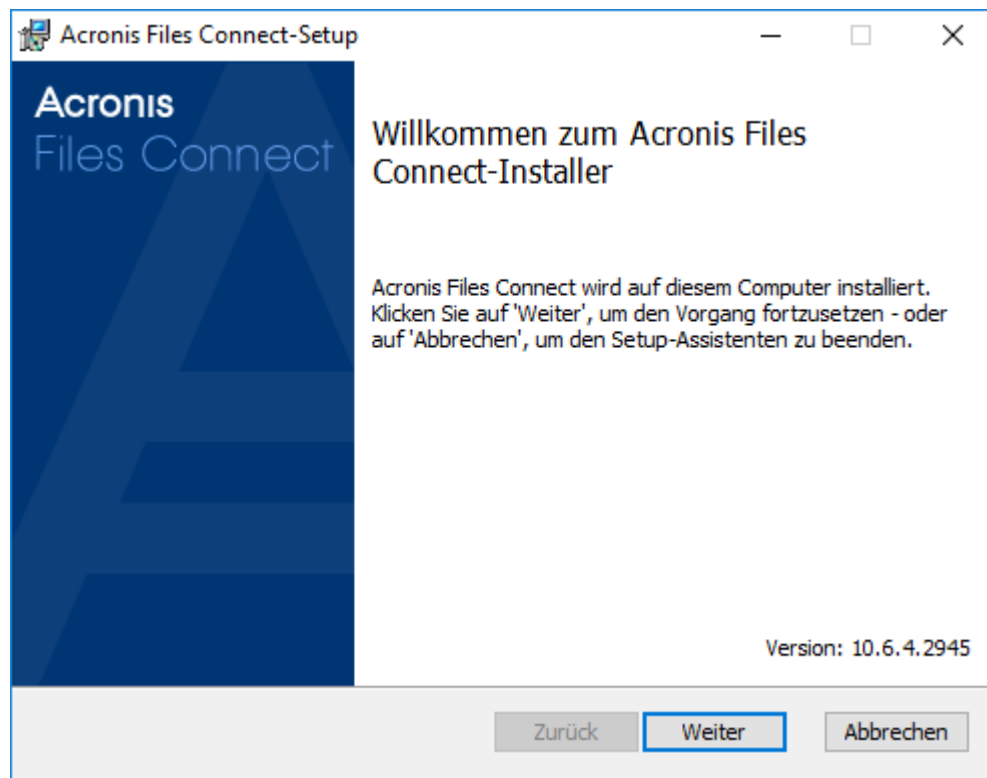 Acronis Files Connect-Setup
Acronis
Files Connect
Willkommen zum Acronis Files
Connect-Installer
Acronis Files Connect wird auf diesem Computer installiert.
Klicken Sie auf 'Weiter', um den Vorgang fortzusetzen - oder
auf 'Abbrechen', um den Setup-Assistenten zu beenden.
Version: 10.6.4.2945
Zurück
Weiter
Abbrechen